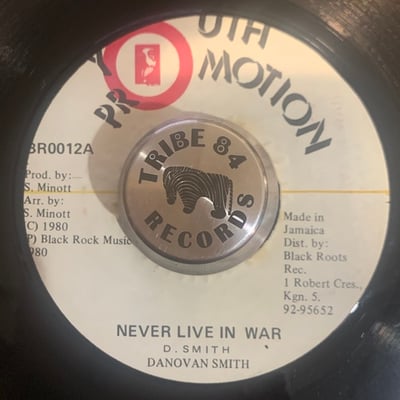 Y UTH
PR MOTION
TRIBE 84
RECORDS
BR0012A
Prod. by:—
S. Minott
Arr. by:
S. Minott
(C) 1980
P) Black Rock Music
980
Made in
Jamaica
Dist. by:
Black Roots
Rec.
1 Robert Cres.,
Kgn. 5.
92-95652
NEVER LIVE IN WAR
D. SMITH
DANOVAN SMITH